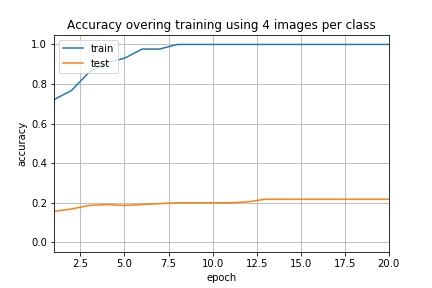 Accuracy overing training using 4 images per class
train
test
1.0
0.8
0.6
0.4
0.2
0.0
accuracy
2.5 5.0 7.5 10.0 12.5 15.0 17.5 20.0
epoch